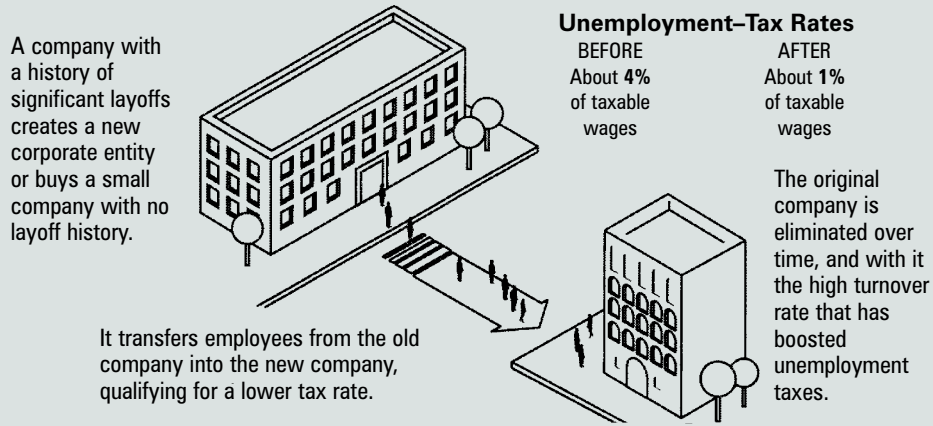 A company with
a history of
significant layoffs
creates a new
corporate entity
or buys a small
company with no
layoff history.
Unemployment–Tax Rates
BEFORE
About 4%
of taxable
wages
AFTER
About 1%
of taxable
wages
It transfers employees from the old
company into the new company,
qualifying for a lower tax rate.
The original
company is
eliminated over
time, and with it
the high turnover
rate that has
boosted
unemployment
taxes.